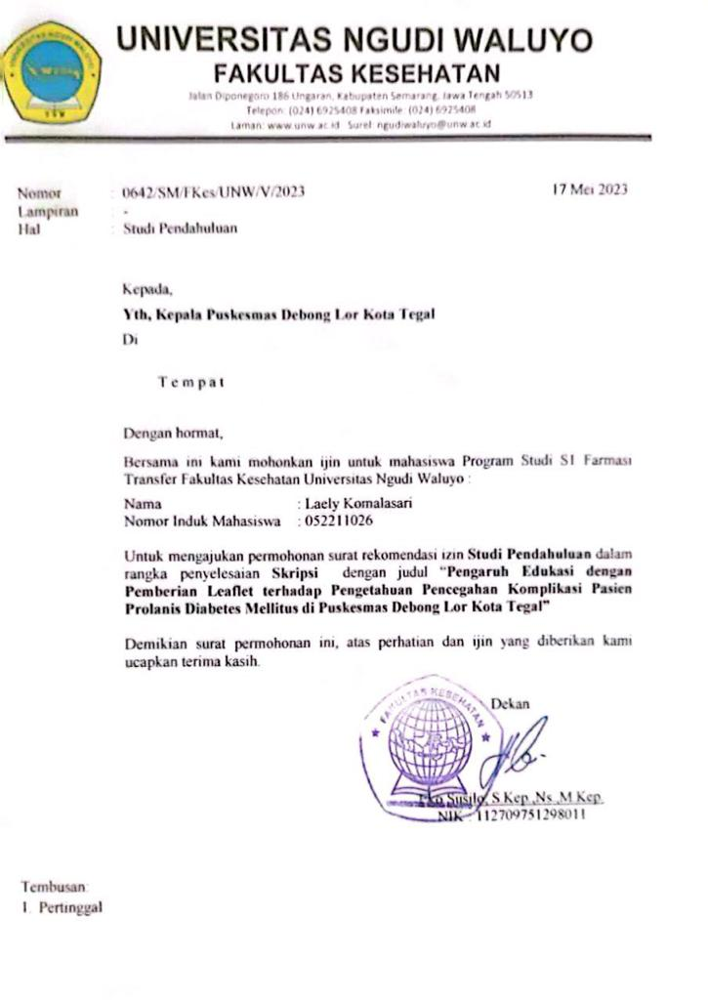 UNIVERSITAS NGUDI WALUYO
FAKULTAS KESEHATAN
Jalan Diponegoro 186 Ungaran, Kabupaten Semarang, Jawa Tengah 50513
Telepon: (024) 6925408 Faksimile: (024) 6925408
Laman: www.unw.ac.id Surel: ngudiwaluyo@unw.ac.id
Nomor : 0642/SM/FKes/UNW/V/2023 17 Mei 2023
Lampiran : -
Hal : Studi Pendahuluan
Kepada,
Yth, Kepala Puskesmas Debong Lor Kota Tegal
Di
Tempat
Dengan hormat,
Bersama ini kami mohonkan ijin untuk mahasiswa Program Studi S1 Farmasi
Transfer Fakultas Kesehatan Universitas Ngudi Waluyo :
Nama : Laely Komalasari
Nomor Induk Mahasiswa : 052211026
Untuk mengajukan permohonan surat rekomendasi izin Studi Pendahuluan dalam
rangka penyelesaian Skripsi dengan judul "Pengaruh Edukasi dengan
Pemberian Leaflet terhadap Pengetahuan Pencegahan Komplikasi Pasien
Prolanis Diabetes Mellitus di Puskesmas Debong Lor Kota Tegal"
Demikian surat permohonan ini, atas perhatian dan ijin yang diberikan kami
ucapkan terima kasih.
FAKULTAS KESEHATAN
Dekan
Eko Susilo, S.Kep.,Ns.,M.Kep.
NIK : 112709751298011
Tembusan:
1. Pertinggal